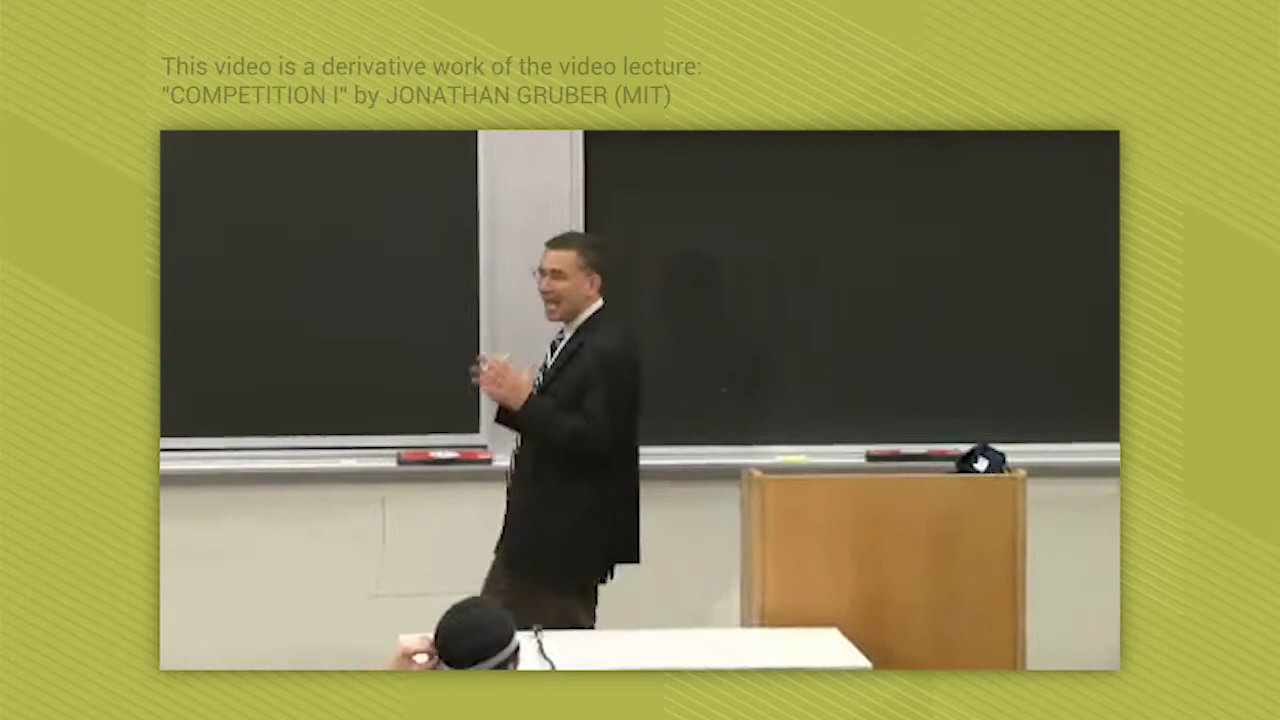 This video is a derivative work of the video lecture:
"COMPETITION I" by JONATHAN GRUBER (MIT)